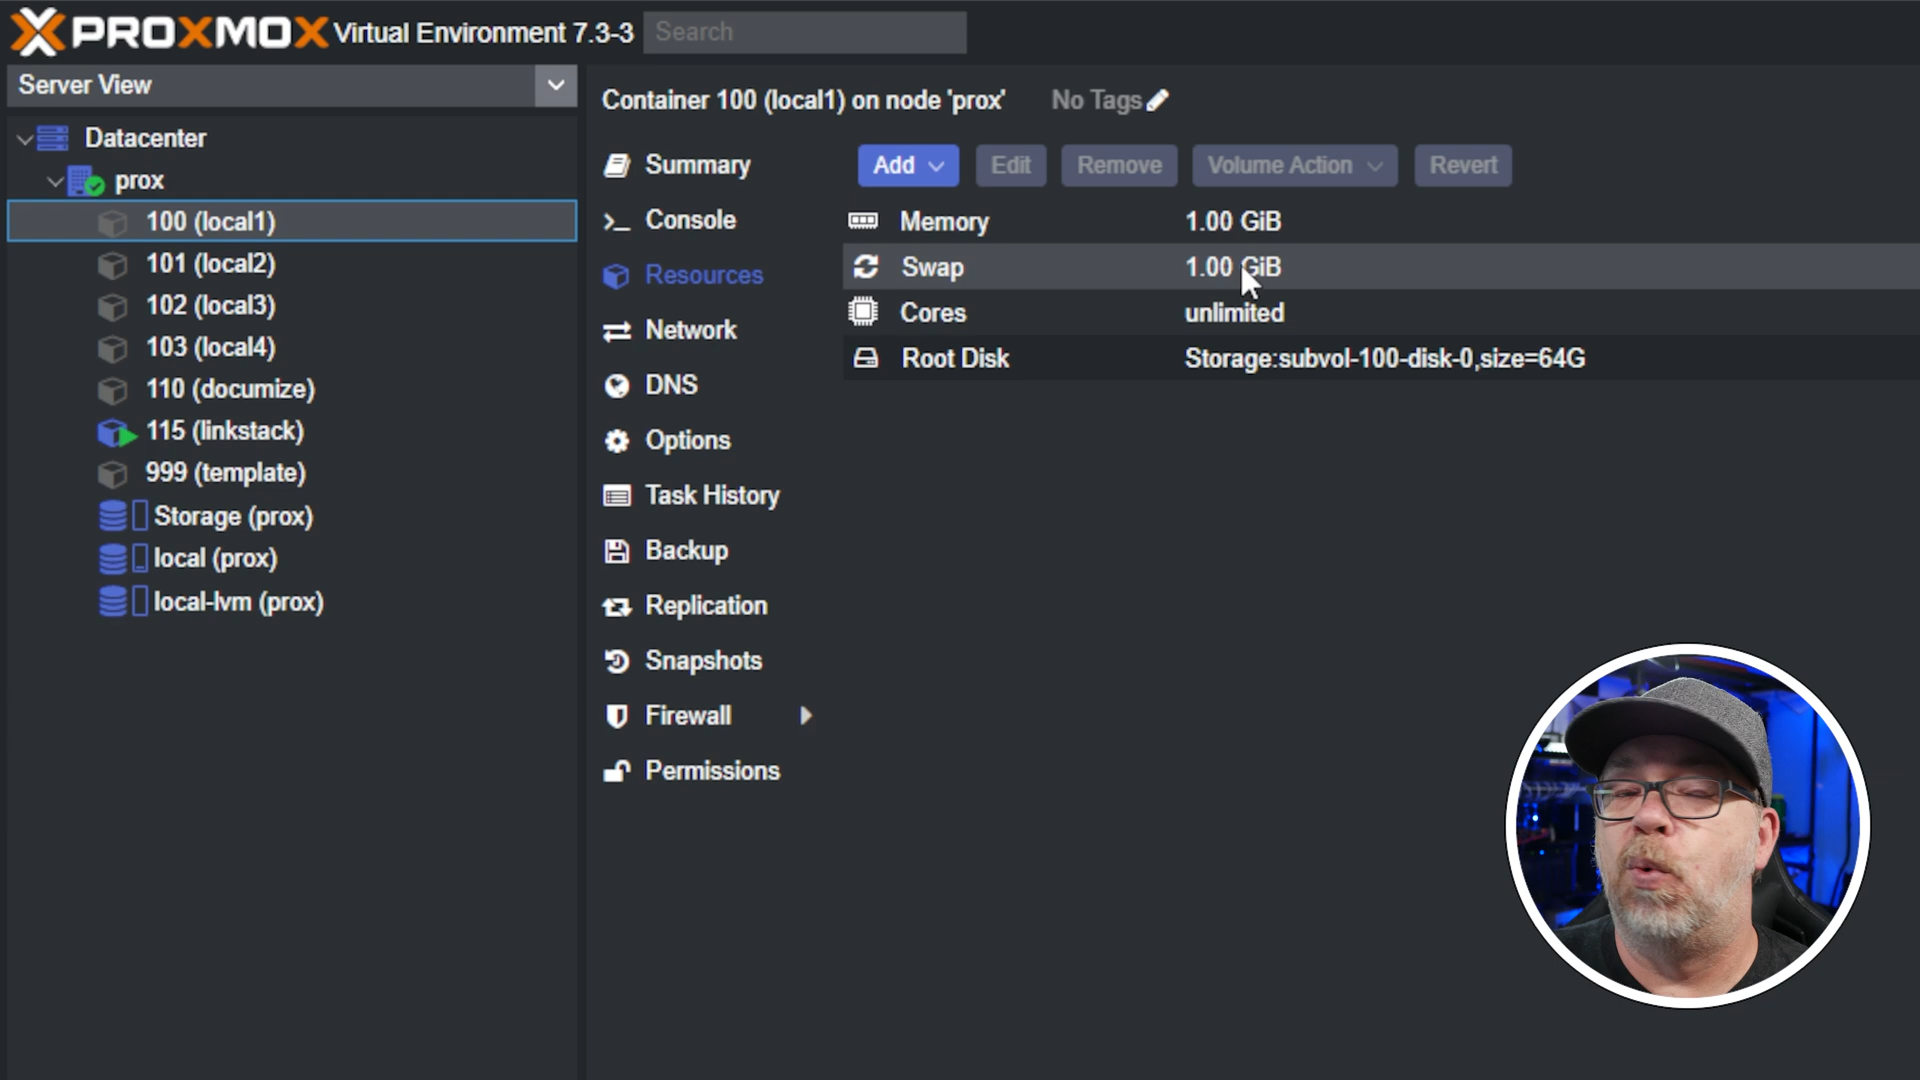 PROXMOX Virtual Environment 7.3-3 Search
Server View
Datacenter
prox
100 (local1)
101 (local2)
102 (local3)
103 (local4)
110 (documize)
115 (linkstack)
999 (template)
Storage (prox)
local (prox)
local-lvm (prox)
Container 100 (local1) on node 'prox' No Tags
Summary
Console
Resources
Network
DNS
Options
Task History
Backup
Replication
Snapshots
Firewall
Permissions
Add Edit Remove Volume Action Revert
Memory 1.00 GiB
Swap 1.00 GiB
Cores unlimited
Root Disk Storage:subvol-100-disk-0,size=64G